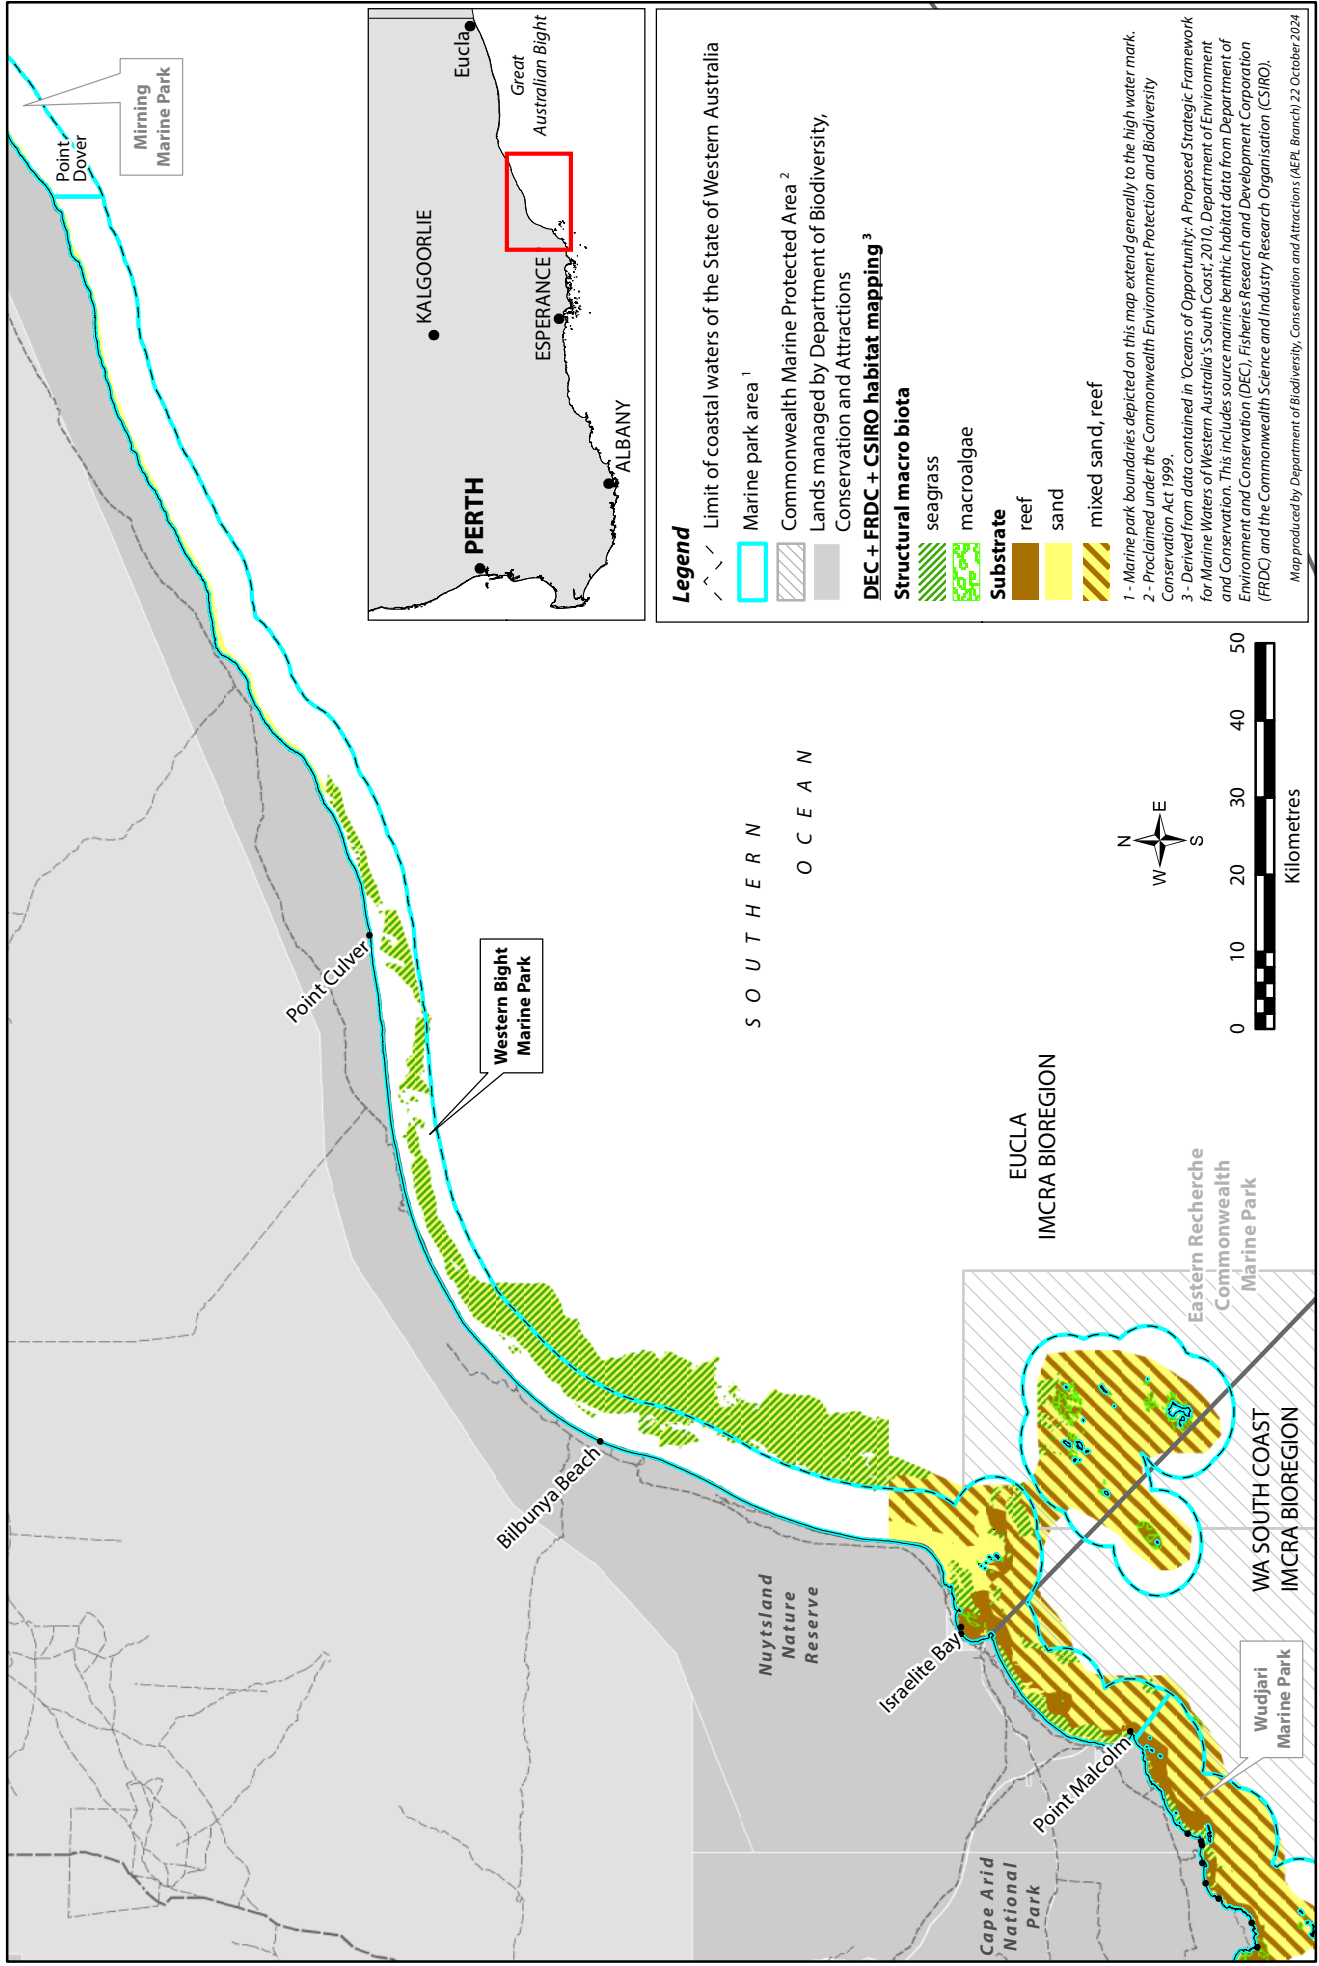 Mirning
Marine Park
Point
Dover
Point Culver
Western Bight
Marine Park
Bilbunya Beach
Nuytsland
Nature
Reserve
Israelite Bay
Point Malcolm
Cape Arid
National
Park
Wudjari
Marine Park
SOUTHERN
OCEAN
EUCLA
IMCRA BIOREGION
Eastern Recherche
Commonwealth
Marine Park
WA SOUTH COAST
IMCRA BIOREGION
N
W
E
S
0 10 20 30 40 50
Kilometres
Eucla
Great
Australian Bight
KALGOORLIE
ESPERANCE
PERTH
ALBANY
Legend
Limit of coastal waters of the State of Western Australia
Marine park area 1
Commonwealth Marine Protected Area 2
Lands managed by Department of Biodiversity,
Conservation and Attractions
DEC + FRDC + CSIRO habitat mapping 3
Structural macro biota
seagrass
macroalgae
Substrate
reef
sand
mixed sand, reef
1 - Marine park boundaries depicted on this map extend generally to the high water mark.
2 - Proclaimed under the Commonwealth Environment Protection and Biodiversity
Conservation Act 1999.
3 - Derived from data contained in 'Oceans of Opportunity: A Proposed Strategic Framework
for Marine Waters of Western Australia's South Coast', 2010, Department of Environment
and Conservation. This includes source marine benthic habitat data from Department of
Environment and Conservation (DEC), Fisheries Research and Development Corporation
(FRDC) and the Commonwealth Science and Industry Research Organisation (CSIRO).
Map produced by Department of Biodiversity, Conservation and Attractions (AEPL Branch) 22 October 2024